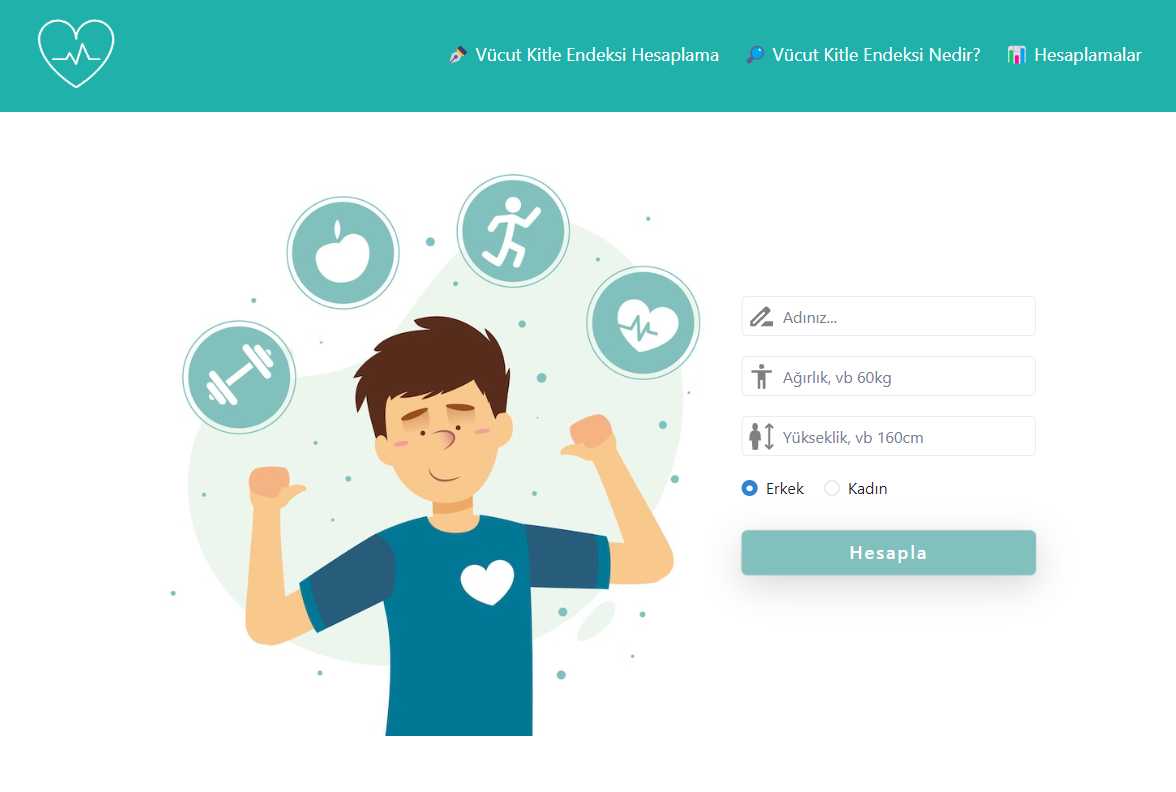 Vücut Kitle Endeksi Hesaplama
Vücut Kitle Endeksi Nedir?
Hesaplamalar
Adınız...
Ağırlık, vb 60kg
Yükseklik, vb 160cm
Erkek Kadın
Hesapla